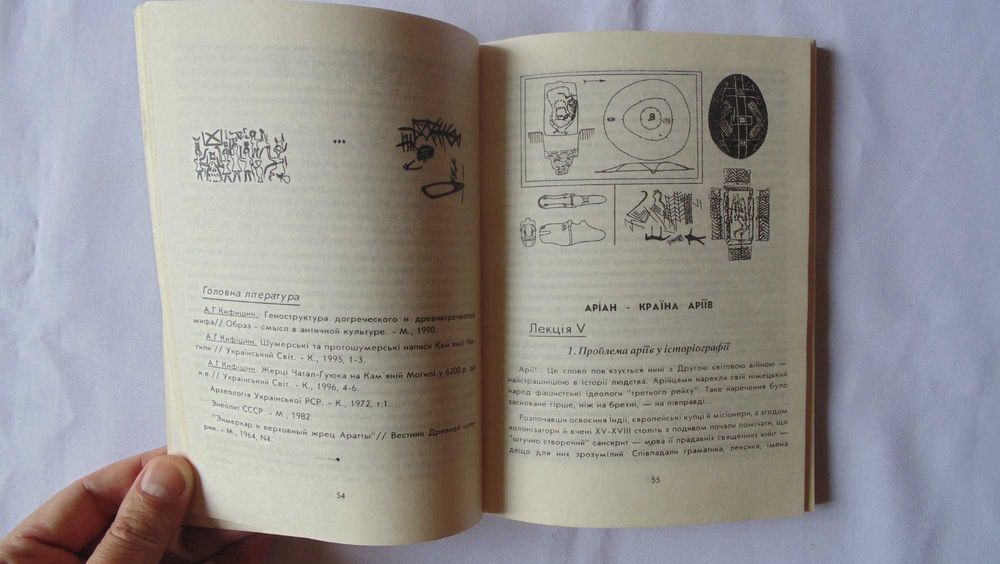 Головна література
А.Г.Кифишин. Геноструктура догреческого и древнегреческого
мифа// Образ - смысл в античной культуре. - М., 1990.
А.Г.Кифішин. Шумерські та протошумерські написи Кам яної Мо-
гили // Український Світ. - К., 1995, 1-3.
А.Г.Кифішин. Жерці Чатал-Гуюка на Кам яній Могилі у 6200 р. до
н.е.// Український Світ. - К., 1996, 4-6.
Археологія Української РСР. - К., 1972, т.1.
Энеолит СССР. - М., 1982.
"Энмеркар и верховный жрец Аратты"// Вестник Древней исто-
рии. - М., 1964, N4.
54
АРІАН - КРАЇНА АРІЇВ
Лекція V
1. Проблема аріїв у історіографії
Арії!.. Це слово пов'язується нині з Другою світовою війною —
найстрашнішою в історії людства. Арійцями нарекли свій німецький
народ фашистські ідеологи "третього рейху". Таке наречення було
засноване гірше, ніж на брехні, — на півправді...
Розпочавши освоєння Індії, європейські купці й місіонери, а згодом
колонізатори й вчені XV-XVIII століть з подивом почали помічати, що
"штучно створений" санскрит — мова її прадавніх священних книг —
дещо для них зрозумілий. Співпадали граматика, лексика, імена
55